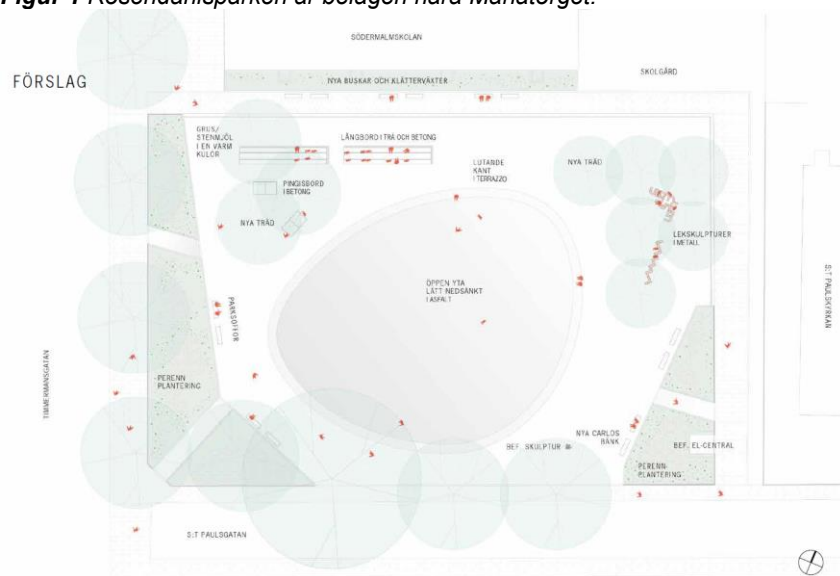 Figur 1 Rosendahlsparken är belägen nära Mariatorget.
SÖDERMALMSKOLAN
SKOLGÅRD
FÖRSLAG
NYA BUSKAR OCH KLÄTTERVÄXTER
GRUS/
STENMJÖL
I EN VARM
KULÖR
LÅNGBORD I TRÄ OCH BETONG
LUTANDE
KANT
I TERRAZZO
NYA TRÄD
PINGISBORD
I BETONG
NYA TRÄD
LEKSKULPTURER
I METALL
ÖPPEN YTA
LÄTT NEDSÄNKT
I ASFALT
S:T PAULSKYRKAN
PARKSOFFOR
TIMMERMANSGATAN
PERENN
PLANTERING
NYA CARLOS
BÄNK
BEF. SKULPTUR
BEF. EL-CENTRAL
PERENN-
PLANTERING
S:T PAULSGATAN